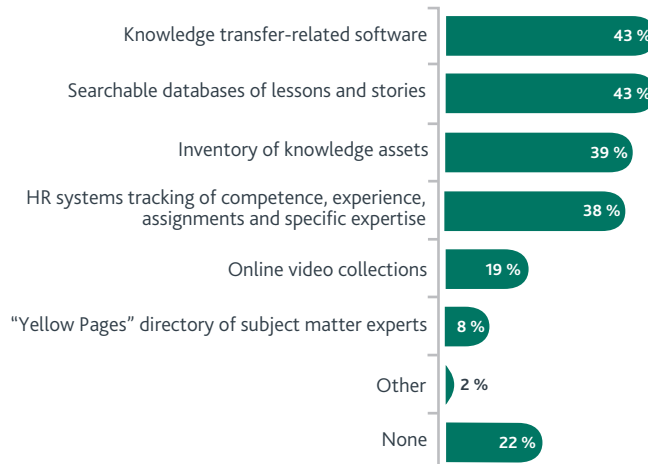 Knowledge transfer-related software
43 %
Searchable databases of lessons and stories
43 %
Inventory of knowledge assets
39 %
HR systems tracking of competence, experience,
assignments and specific expertise
38 %
Online video collections
19 %
“Yellow Pages” directory of subject matter experts
8 %
Other
2 %
None
22 %